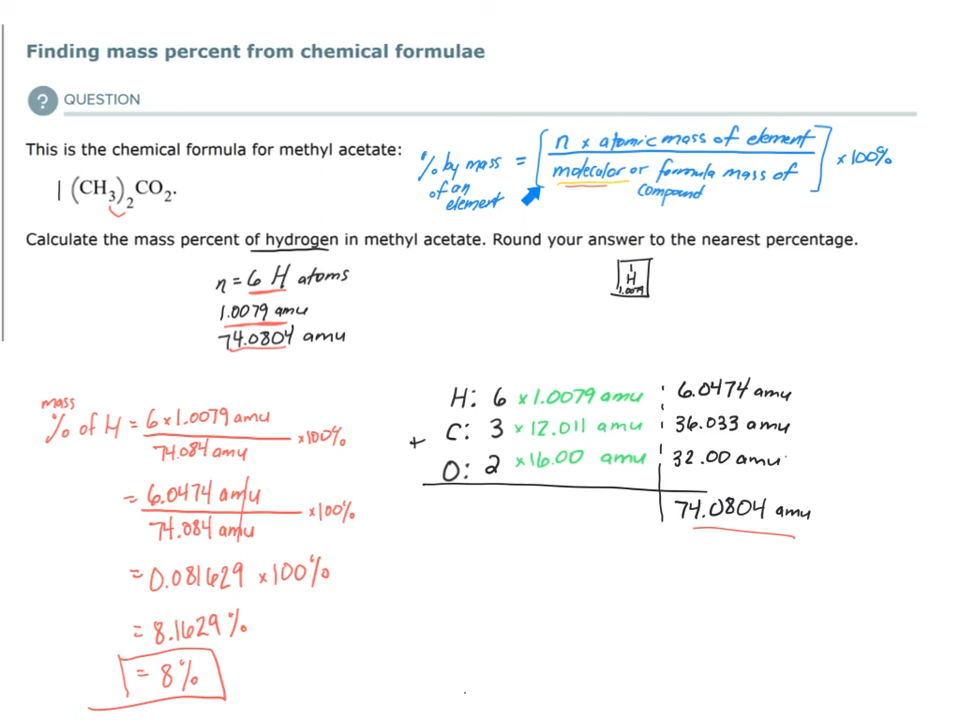 Finding mass percent from chemical formulae
? QUESTION
This is the chemical formula for methyl acetate:
1 (CH3)2CO2.
% by mass of an element = [ n x atomic mass of element / molecular or formula mass of compound ] x 100%
Calculate the mass percent of hydrogen in methyl acetate. Round your answer to the nearest percentage.
n = 6 H atoms
1.0079 amu
74.0804 amu
1
H
1.0079
H: 6 x 1.0079 amu 6.0474 amu
+ C: 3 x 12.011 amu 36.033 amu
O: 2 x 16.00 amu 32.00 amu
74.0804 amu
mass
% of H = 6 x 1.0079 amu / 74.084 amu x 100%
= 6.0474 amu / 74.084 amu x 100%
= 0.081629 x 100%
= 8.1629%
= 8%